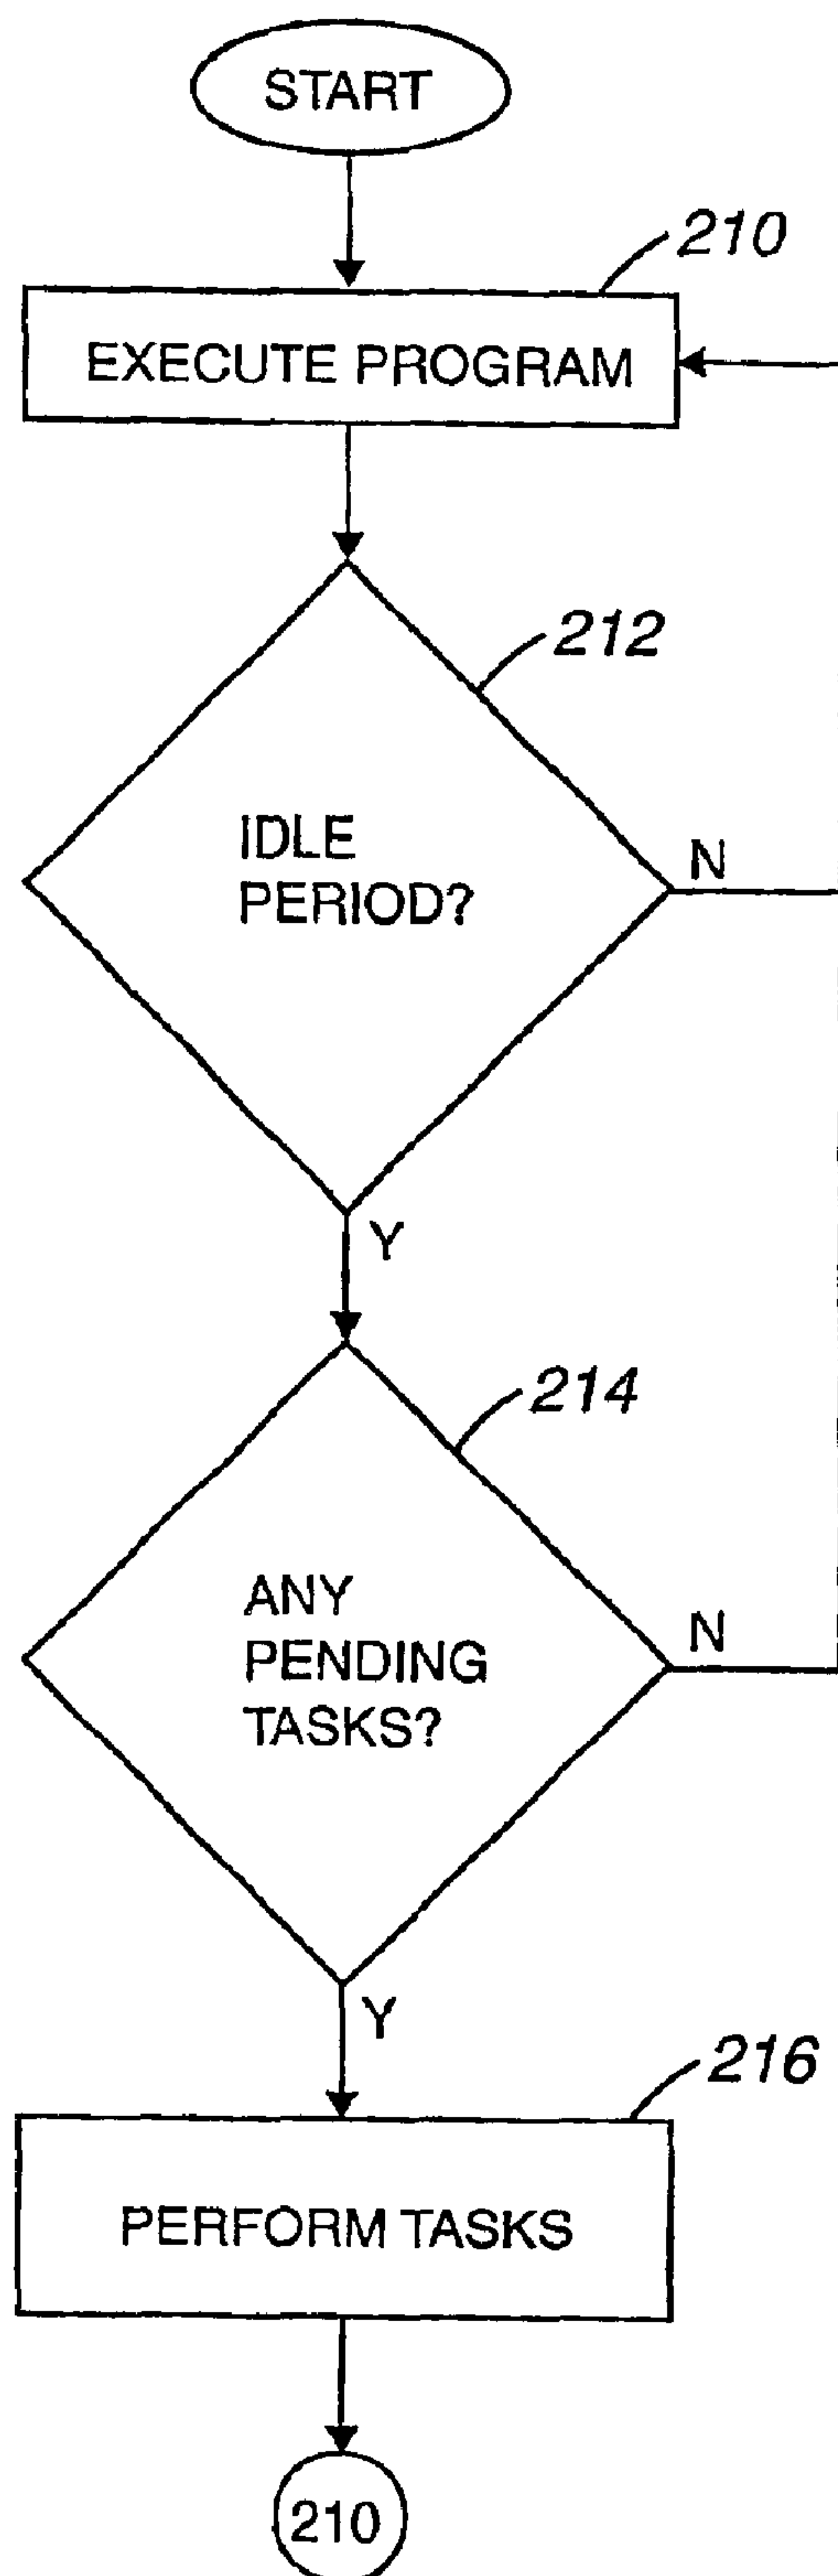 START
210
EXECUTE PROGRAM
212
IDLE
PERIOD?
N
Y
214
ANY
PENDING
TASKS?
N
Y
216
PERFORM TASKS
210